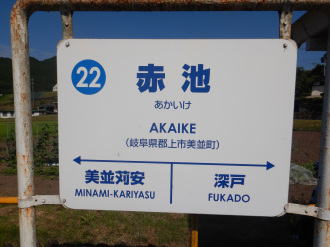 22
赤池
あかいけ
AKAIKE
(岐阜県郡上市美並町)
美並苅安 深戸
MINAMI-KARIYASU FUKADO